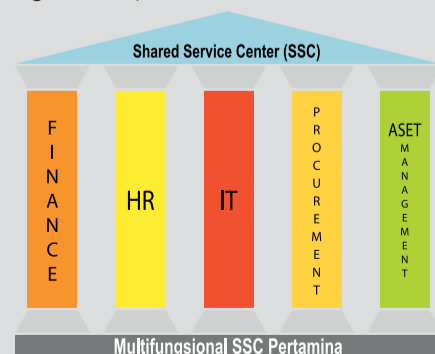 Shared Service Center (SSC)
FINANCE
HR
IT
PROCUREMENT
ASET
MANAGEMENT
Multifungsional SSC Pertamina